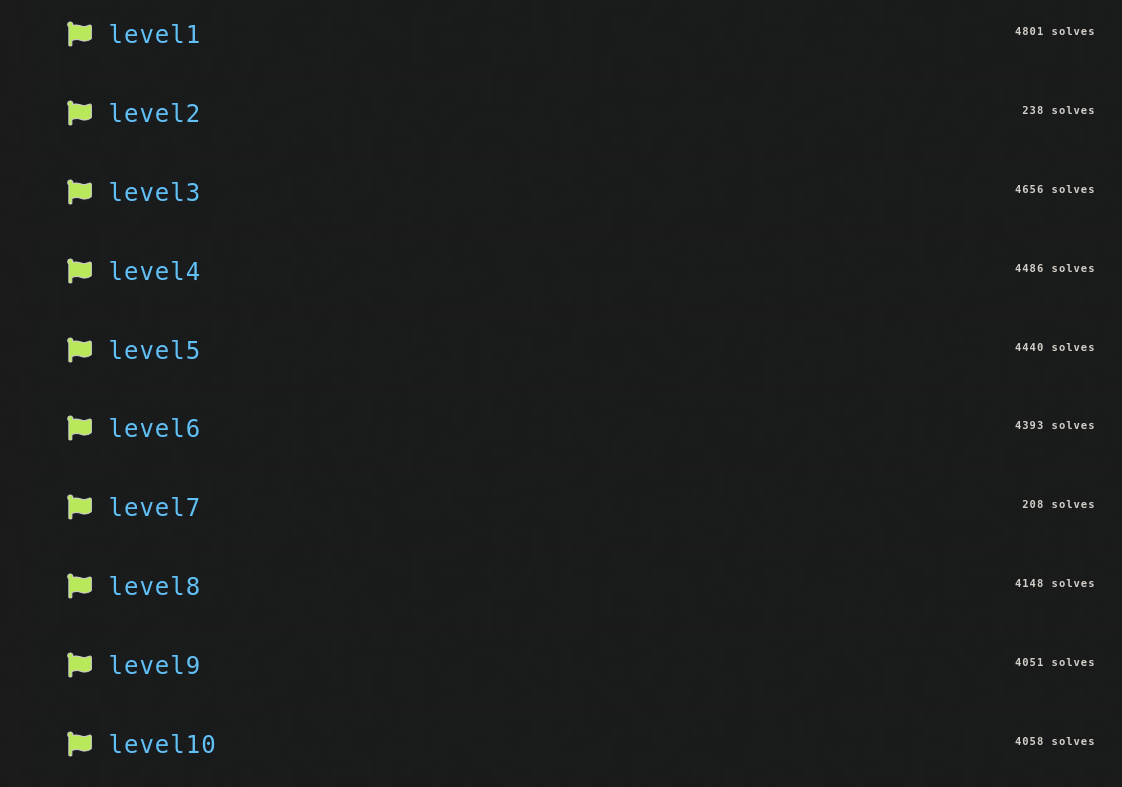 level1 4801 solves
level2 238 solves
level3 4656 solves
level4 4486 solves
level5 4440 solves
level6 4393 solves
level7 208 solves
level8 4148 solves
level9 4051 solves
level10 4058 solves